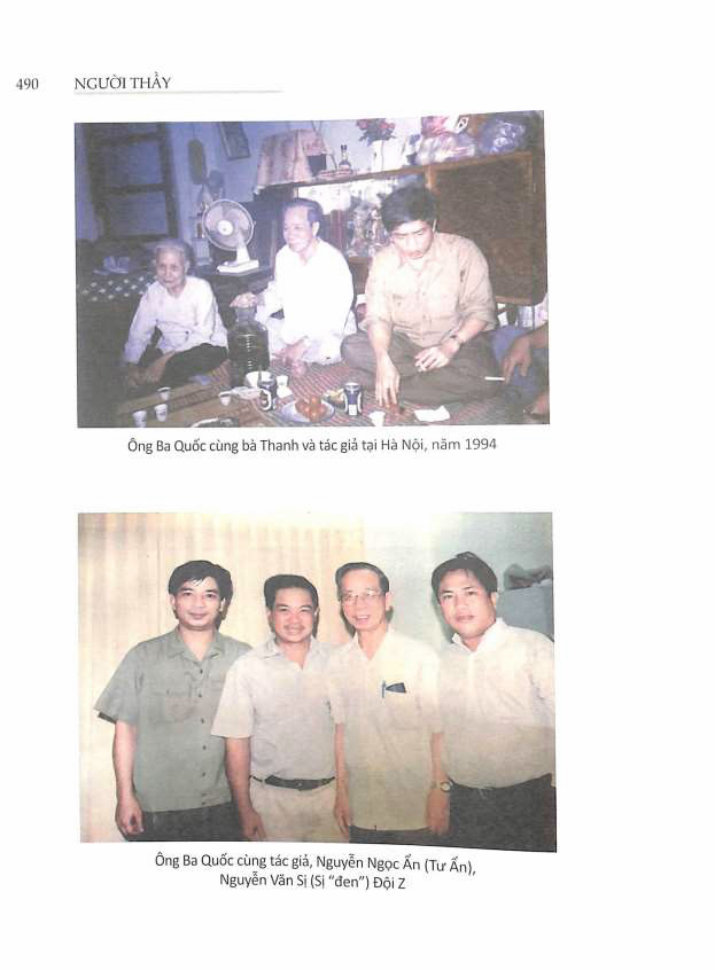 490 NGƯỜI THẦY
Ông Ba Quốc cùng bà Thanh và tác giả tại Hà Nội, năm 1994
Ông Ba Quốc cùng tác giả, Nguyễn Ngọc Ẩn (Tư Ẩn),
Nguyễn Văn Sị (Sị “đen”) Đội Z